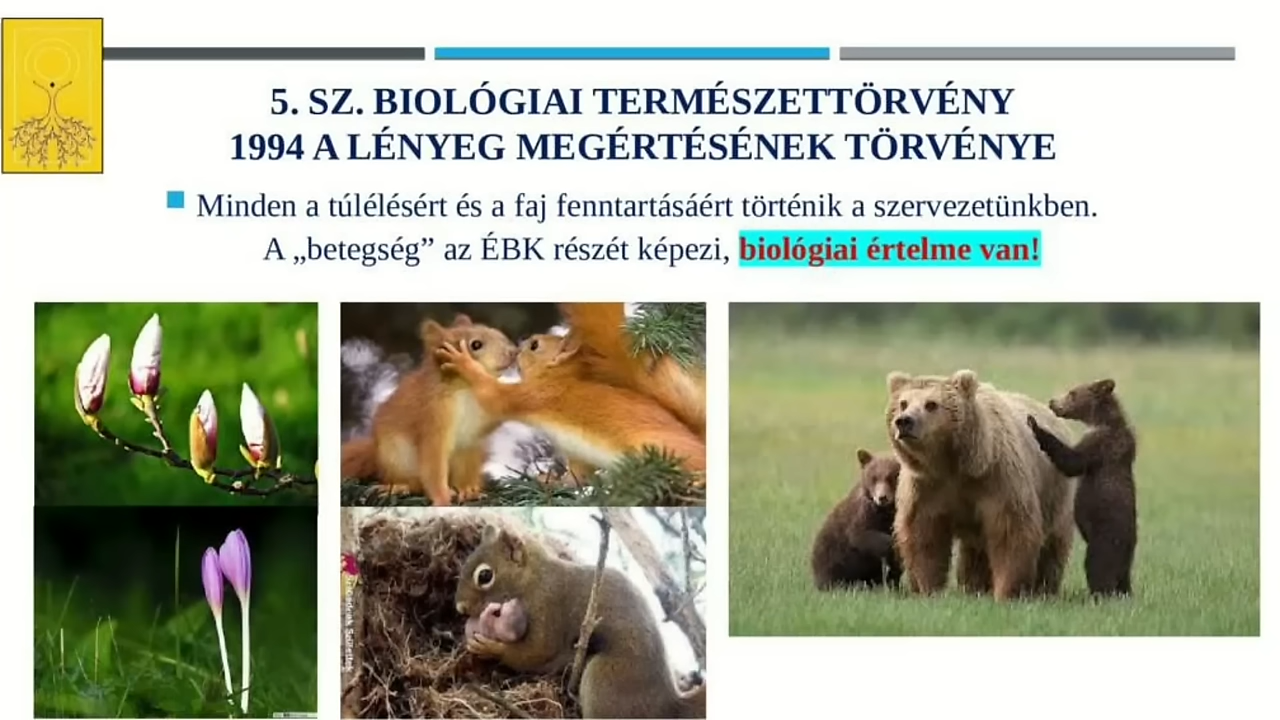 5. SZ. BIOLÓGIAI TERMÉSZETTÖRVÉNY
1994 A LÉNYEG MEGÉRTÉSÉNEK TÖRVÉNYE
Minden a túlélésért és a faj fenntartásáért történik a szervezetünkben.
A „betegség” az ÉBK részét képezi, biológiai értelme van!